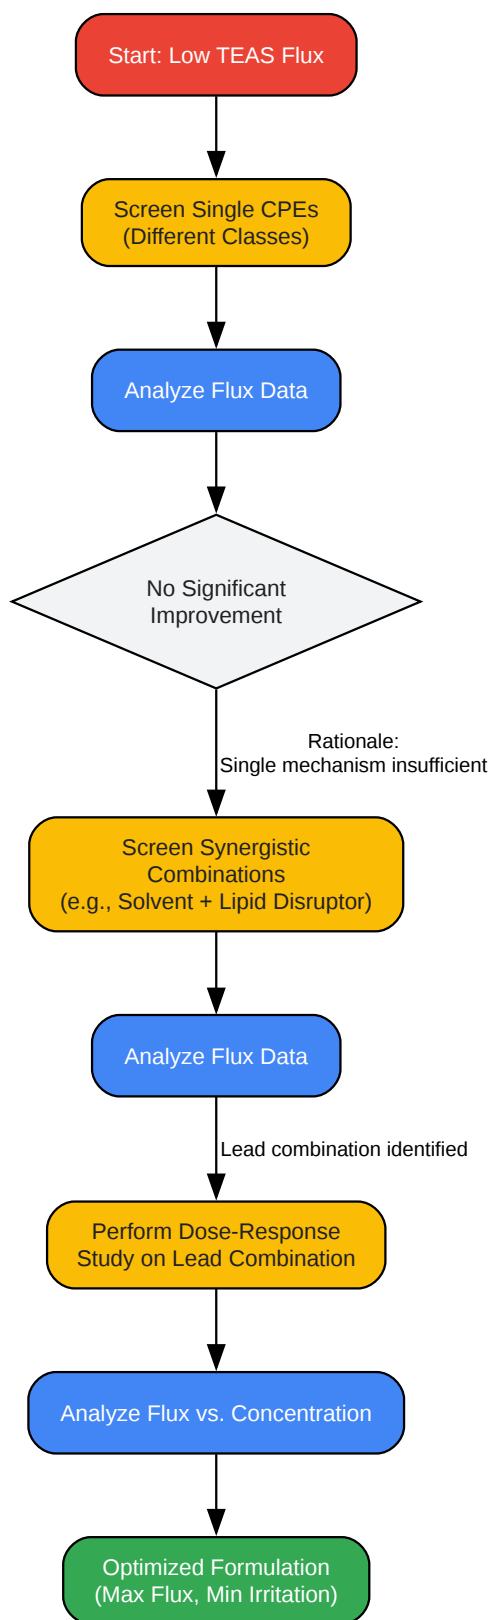 Start: Low TEAS Flux
Screen Single CPEs
(Different Classes)
Analyze Flux Data
No Significant
Improvement
Rationale:
Single mechanism insufficient
Screen Synergistic
Combinations
(e.g., Solvent + Lipid Disruptor)
Analyze Flux Data
Lead combination identified
Perform Dose-Response
Study on Lead Combination
Analyze Flux vs. Concentration
Optimized Formulation
(Max Flux, Min Irritation)